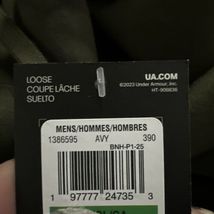 LOOSE
COUPE LÂCHE
SUELTO
UA.COM
©2023 Under Armour, Inc.
HT-908836
MENS/HOMMES/HOMBRES
1386595 AVY 390
BNH-P1-25
1 97777 24735 3